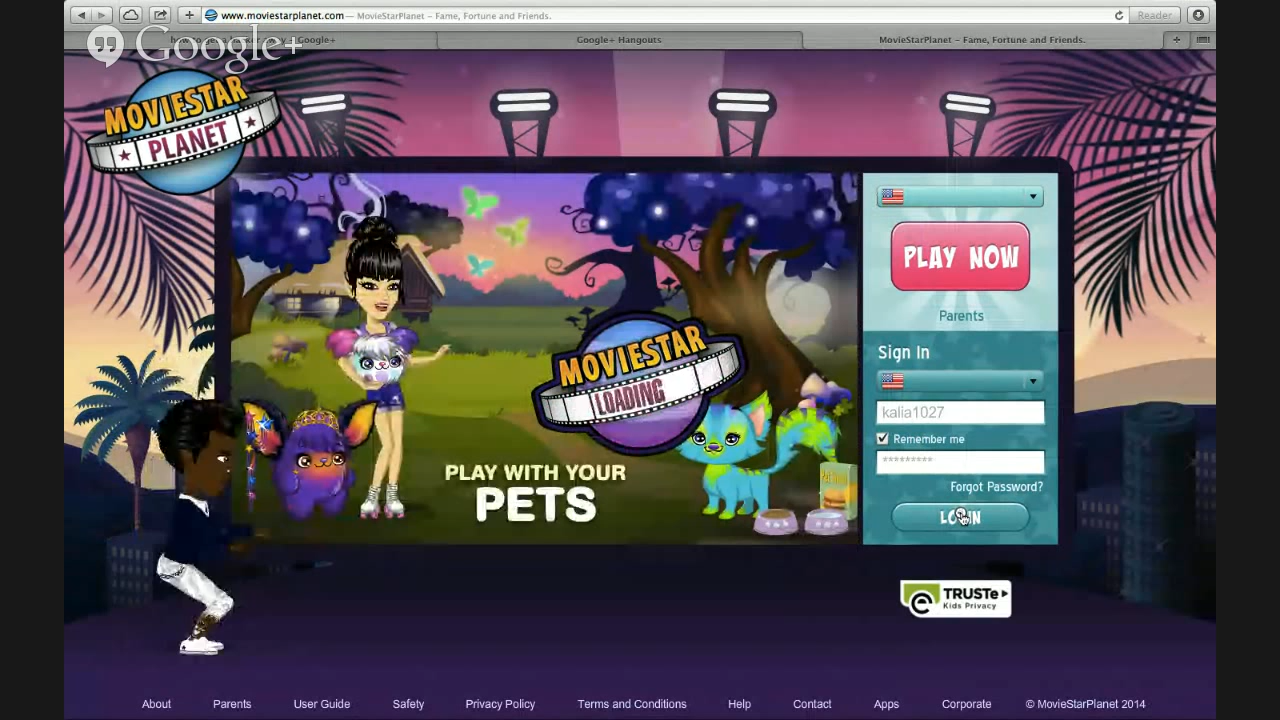 www.moviestarplanet.com — MovieStarPlanet – Fame, Fortune and Friends.
Reader
Google+
Google+
Google+ Hangouts
MovieStarPlanet – Fame, Fortune and Friends.
MOVIESTAR
PLANET
PLAY NOW
Parents
Sign In
MOVIESTAR
LOADING
kalia1027
Remember me
*********
PLAY WITH YOUR
PETS
Forgot Password?
LOGIN
TRUSTe
Kids Privacy
About
Parents
User Guide
Safety
Privacy Policy
Terms and Conditions
Help
Contact
Apps
Corporate
© MovieStarPlanet 2014